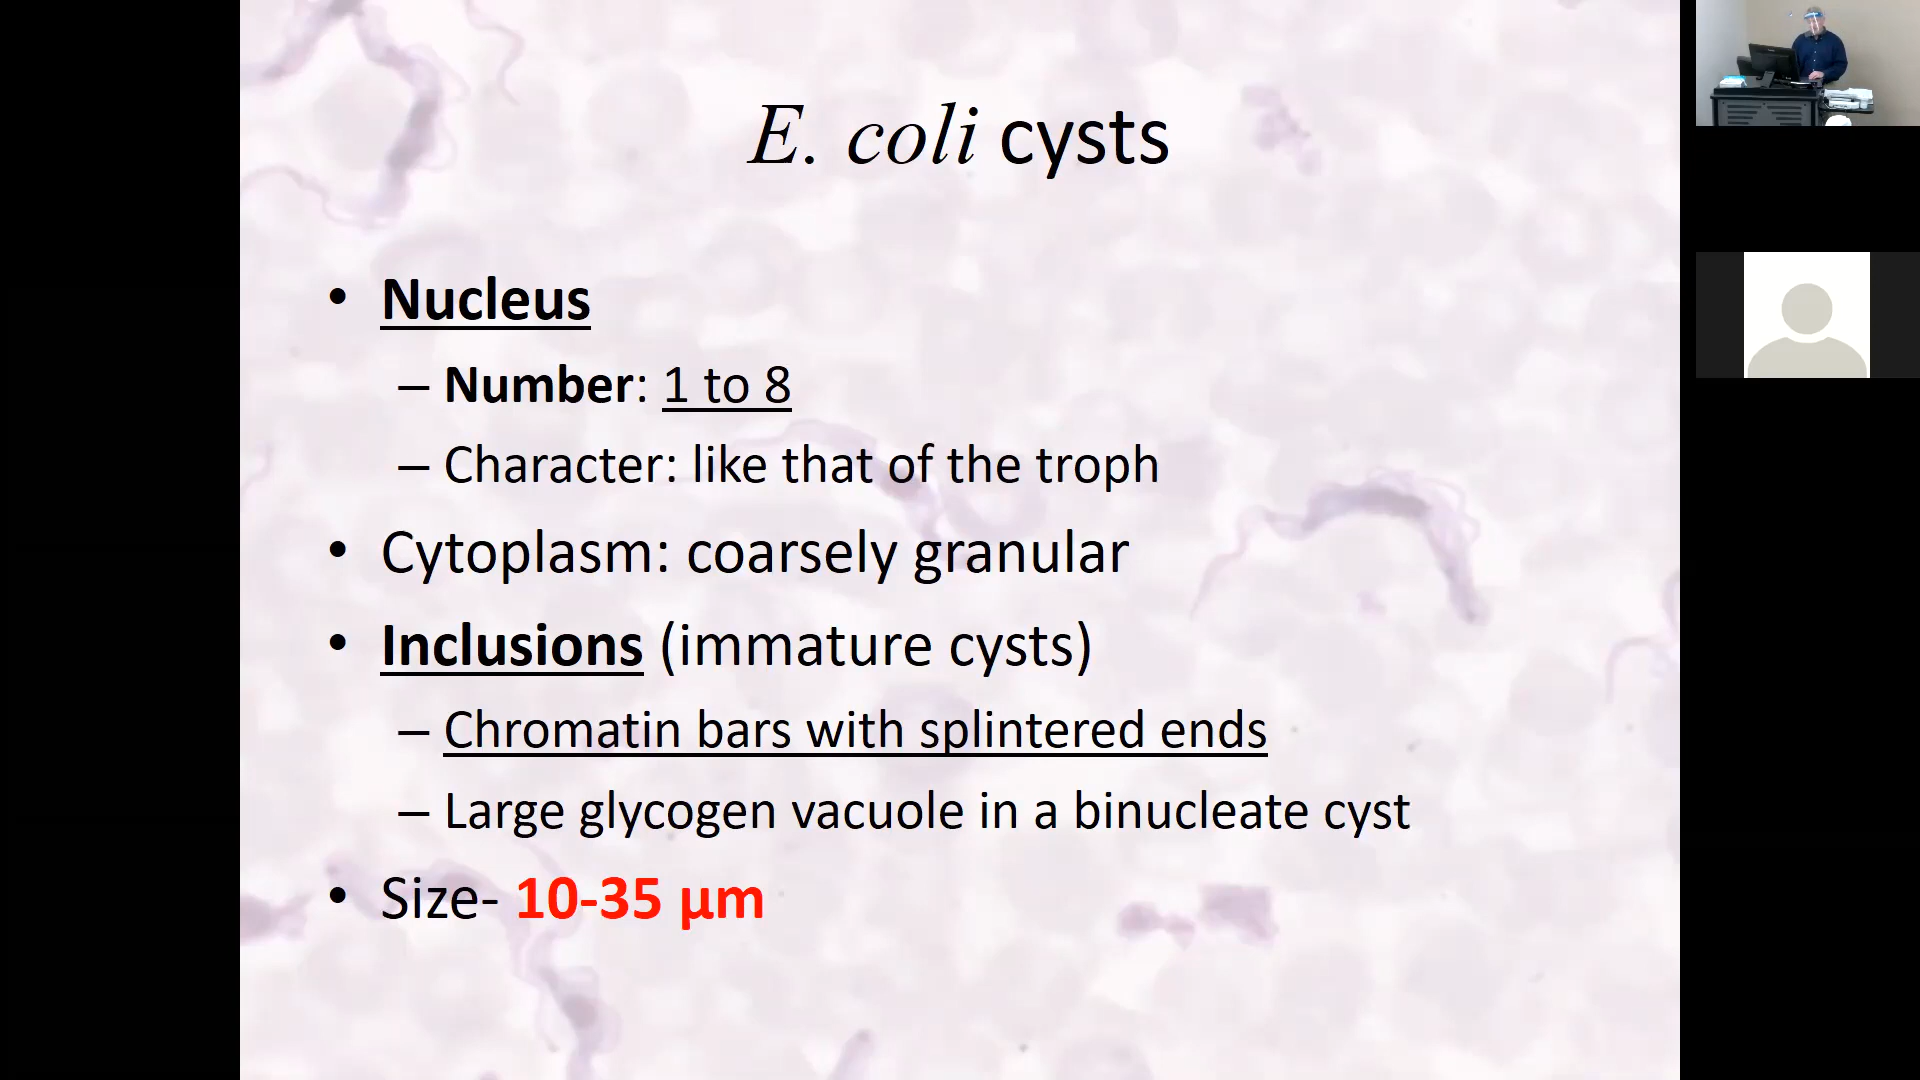 E. coli cysts
• Nucleus
– Number: 1 to 8
– Character: like that of the troph
• Cytoplasm: coarsely granular
• Inclusions (immature cysts)
– Chromatin bars with splintered ends
– Large glycogen vacuole in a binucleate cyst
• Size- 10-35 µm